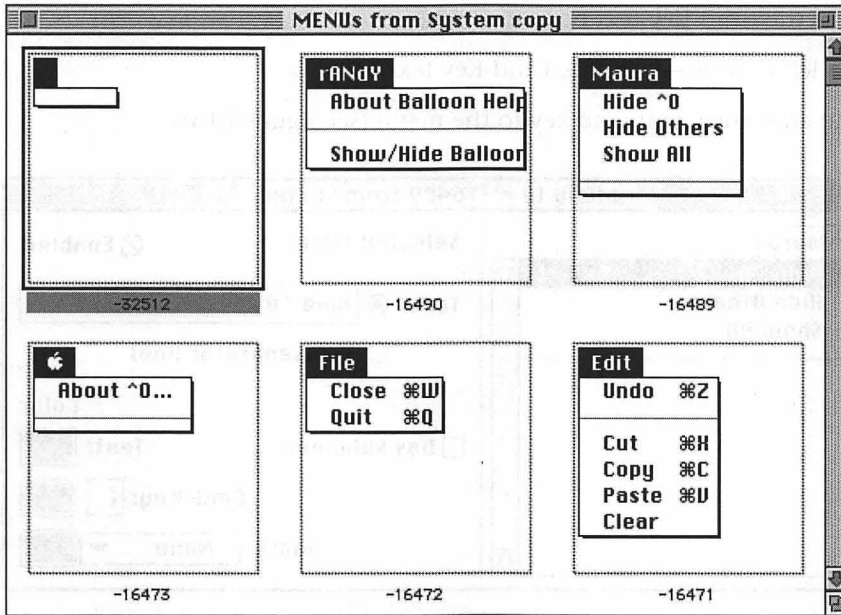 MENUs from System copy
rANdY
About Balloon Help
Show/Hide Balloon
-32512
-16490
Maura
Hide ^0
Hide Others
Show All
-16489
About ^0...
-16473
File
Close ⌘W
Quit ⌘Q
-16472
Edit
Undo ⌘Z
Cut ⌘X
Copy ⌘C
Paste ⌘V
Clear
-16471